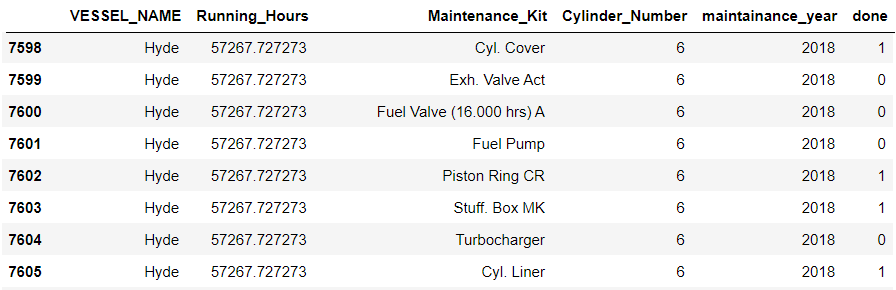 VESSEL_NAME Running_Hours Maintenance_Kit Cylinder_Number maintainance_year done
7598 Hyde 57267.727273 Cyl. Cover 6 2018 1
7599 Hyde 57267.727273 Exh. Valve Act 6 2018 0
7600 Hyde 57267.727273 Fuel Valve (16.000 hrs) A 6 2018 0
7601 Hyde 57267.727273 Fuel Pump 6 2018 0
7602 Hyde 57267.727273 Piston Ring CR 6 2018 1
7603 Hyde 57267.727273 Stuff. Box MK 6 2018 1
7604 Hyde 57267.727273 Turbocharger 6 2018 0
7605 Hyde 57267.727273 Cyl. Liner 6 2018 1